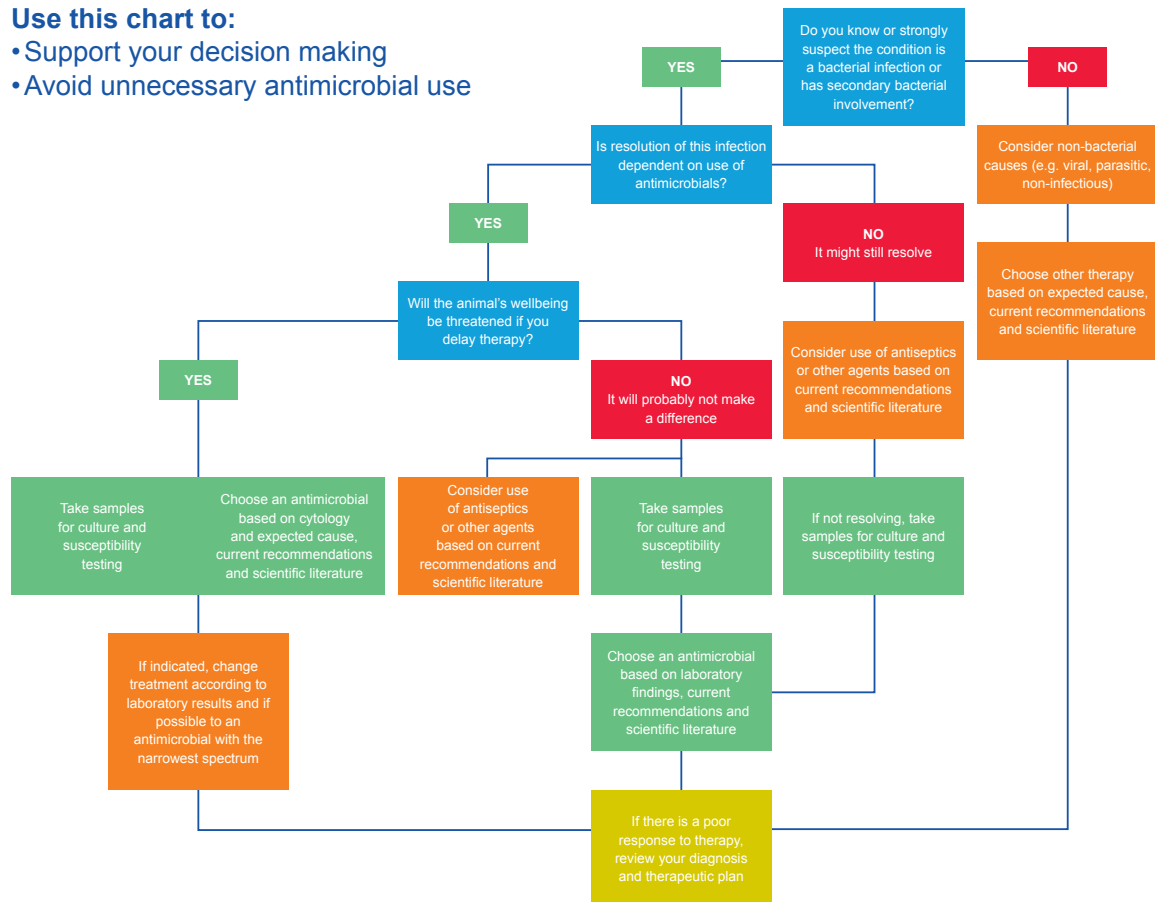 Use this chart to:
•Support your decision making
•Avoid unnecessary antimicrobial use
Do you know or strongly
suspect the condition is
a bacterial infection or
has secondary bacterial
involvement?
YES
NO
Is resolution of this infection
dependent on use of
antimicrobials?
Consider non-bacterial
causes (e.g. viral, parasitic,
non-infectious)
YES
NO
It might still resolve
Choose other therapy
based on expected cause,
current recommendations
and scientific literature
Will the animal's wellbeing
be threatened if you
delay therapy?
Consider use of antiseptics
or other agents based on
current recommendations
and scientific literature
YES
NO
It will probably not make
a difference
Take samples
for culture and
susceptibility
testing
Choose an antimicrobial
based on cytology
and expected cause,
current recommendations
and scientific literature
Consider use
of antiseptics
or other agents
based on current
recommendations and
scientific literature
Take samples
for culture and
susceptibility
testing
If not resolving, take
samples for culture and
susceptibility testing
If indicated, change
treatment according to
laboratory results and if
possible to an
antimicrobial with the
narrowest spectrum
Choose an antimicrobial
based on laboratory
findings, current
recommendations and
scientific literature
If there is a poor
response to therapy,
review your diagnosis
and therapeutic plan